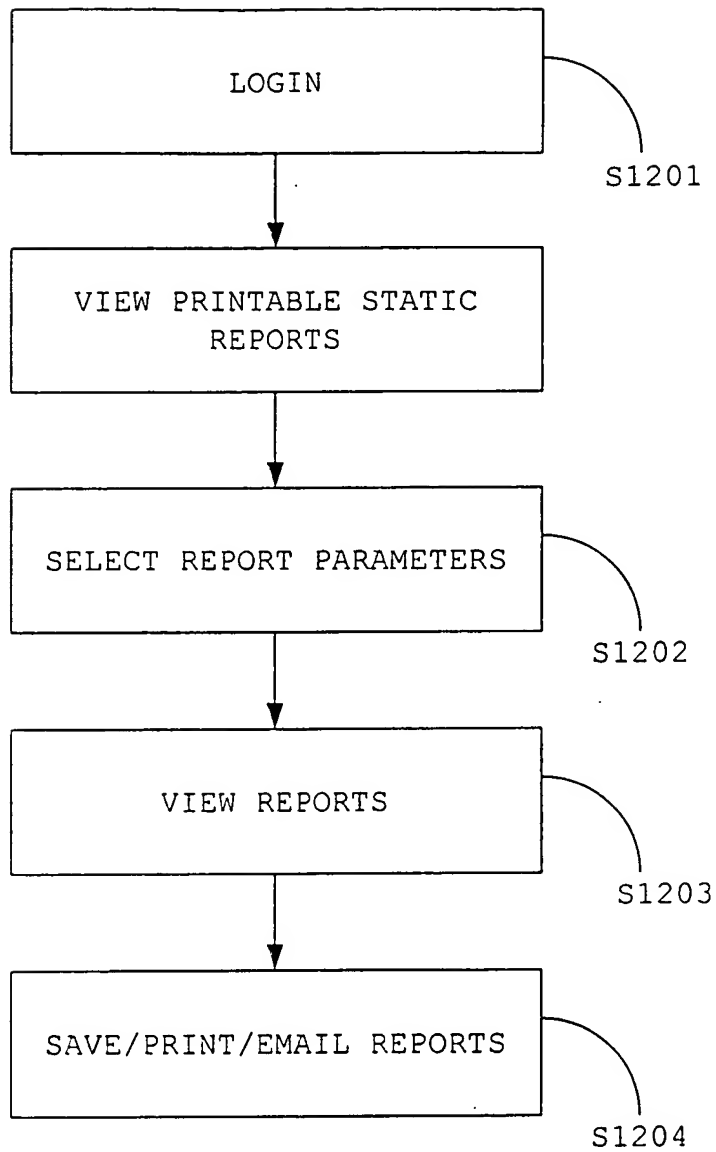 LOGIN
S1201
VIEW PRINTABLE STATIC
REPORTS
SELECT REPORT PARAMETERS
S1202
VIEW REPORTS
S1203
SAVE/PRINT/EMAIL REPORTS
S1204